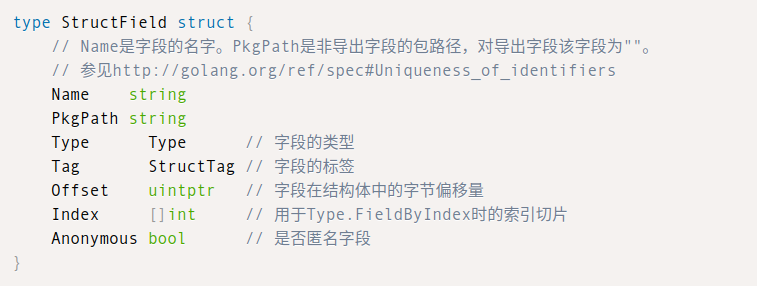 type StructField struct {
    // Name是字段的名字。PkgPath是非导出字段的包路径，对导出字段该字段为""。
    // 参见http://golang.org/ref/spec#Uniqueness_of_identifiers
    Name    string
    PkgPath string
    Type      Type      // 字段的类型
    Tag       StructTag // 字段的标签
    Offset    uintptr   // 字段在结构体中的字节偏移量
    Index     []int     // 用于Type.FieldByIndex时的索引切片
    Anonymous bool      // 是否匿名字段
}